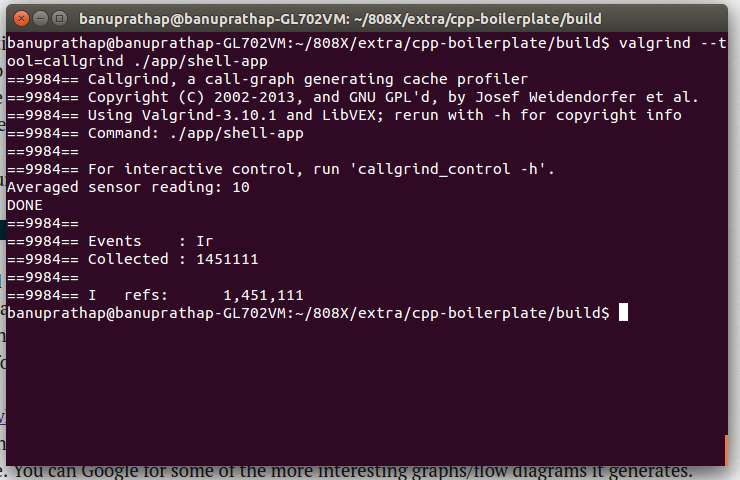 banuprathap@banuprathap-GL702VM: ~/808X/extra/cpp-boilerplate/build
banuprathap@banuprathap-GL702VM:~/808X/extra/cpp-boilerplate/build$ valgrind --t
ool=callgrind ./app/shell-app
==9984== Callgrind, a call-graph generating cache profiler
==9984== Copyright (C) 2002-2013, and GNU GPL'd, by Josef Weidendorfer et al.
==9984== Using Valgrind-3.10.1 and LibVEX; rerun with -h for copyright info
==9984== Command: ./app/shell-app
==9984==
==9984== For interactive control, run 'callgrind_control -h'.
Averaged sensor reading: 10
DONE
==9984==
==9984== Events    : Ir
==9984== Collected : 1451111
==9984==
==9984== I   refs:      1,451,111
banuprathap@banuprathap-GL702VM:~/808X/extra/cpp-boilerplate/build$
. You can Google for some of the more interesting graphs/flow diagrams it generates.